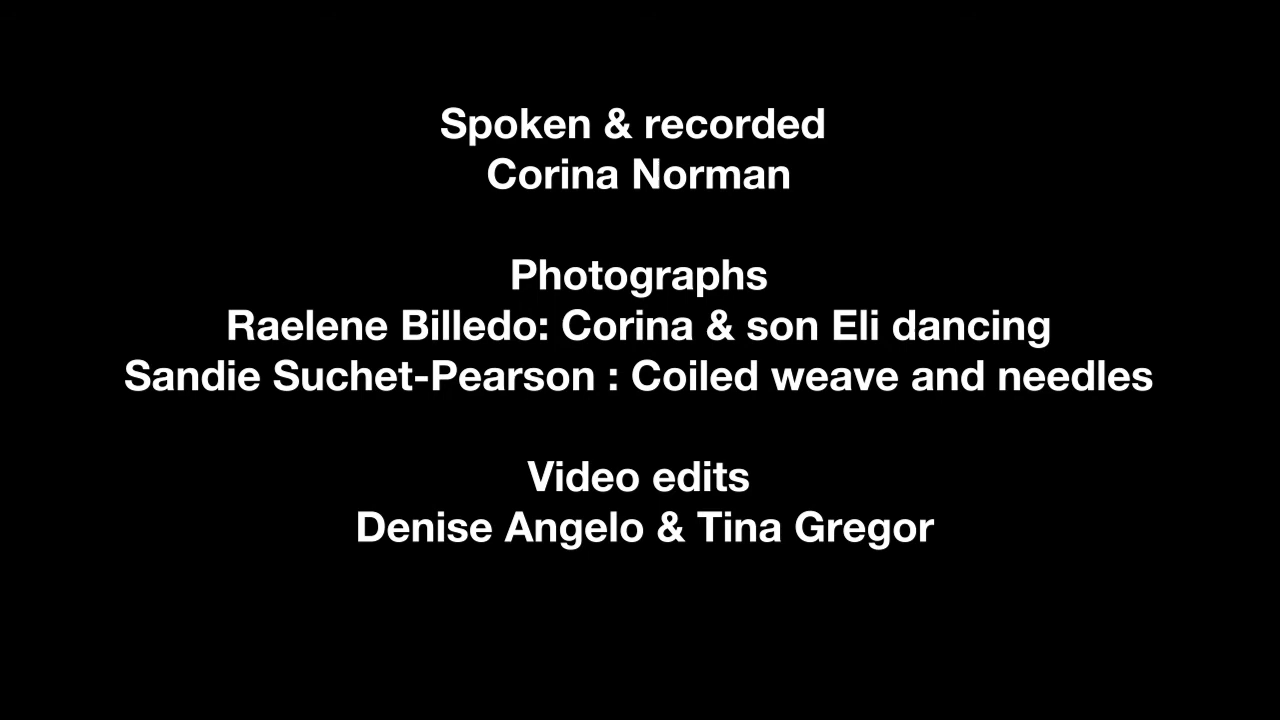 Spoken & recorded
Corina Norman
Photographs
Raelene Billedo: Corina & son Eli dancing
Sandie Suchet-Pearson : Coiled weave and needles
Video edits
Denise Angelo & Tina Gregor